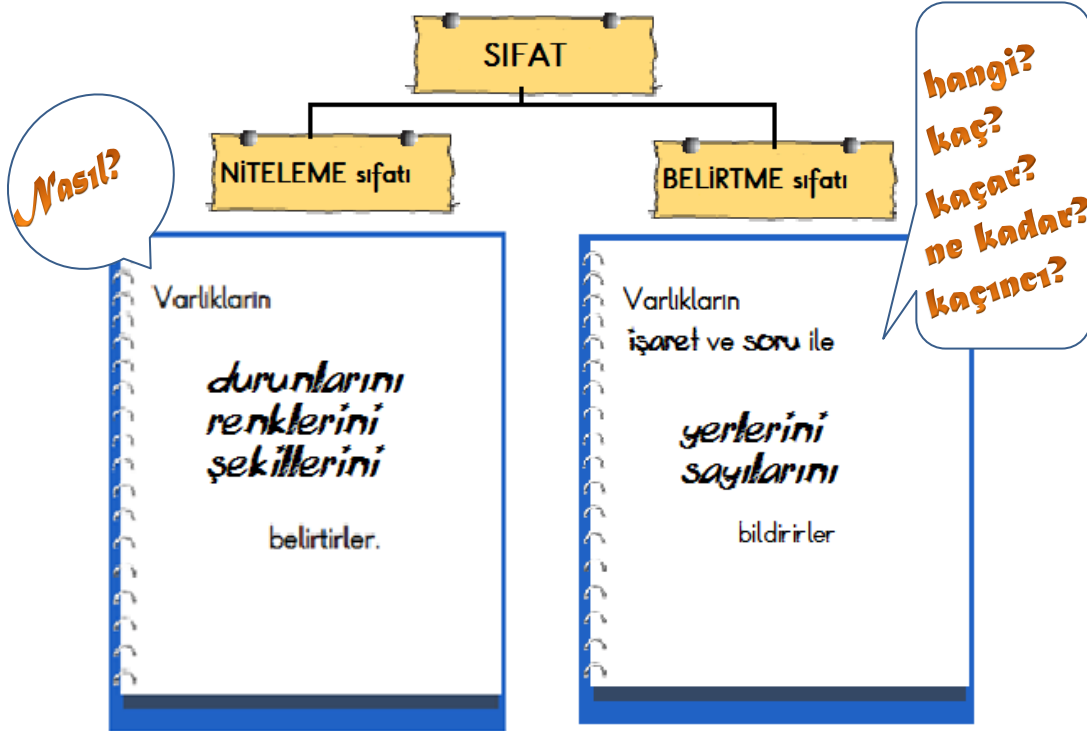 SIFAT
NİTELEME sıfatı
BELİRTME sıfatı
Nasıl?
hangi?
kaç?
kaçar?
ne kadar?
kaçıncı?
Varlıkların
durunlarını
renklerini
şekillerini
belirtirler.
Varlıkların
işaret ve soru ile
yerlerini
sayılarını
bildirirler